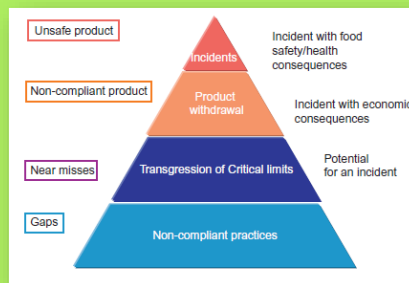 Unsafe product
Incidents
Incident with food
safety/health
consequences
Non-compliant product
Product
withdrawal
Incident with economic
consequences
Near misses
Transgression of Critical limits
Potential
for an incident
Gaps
Non-compliant practices